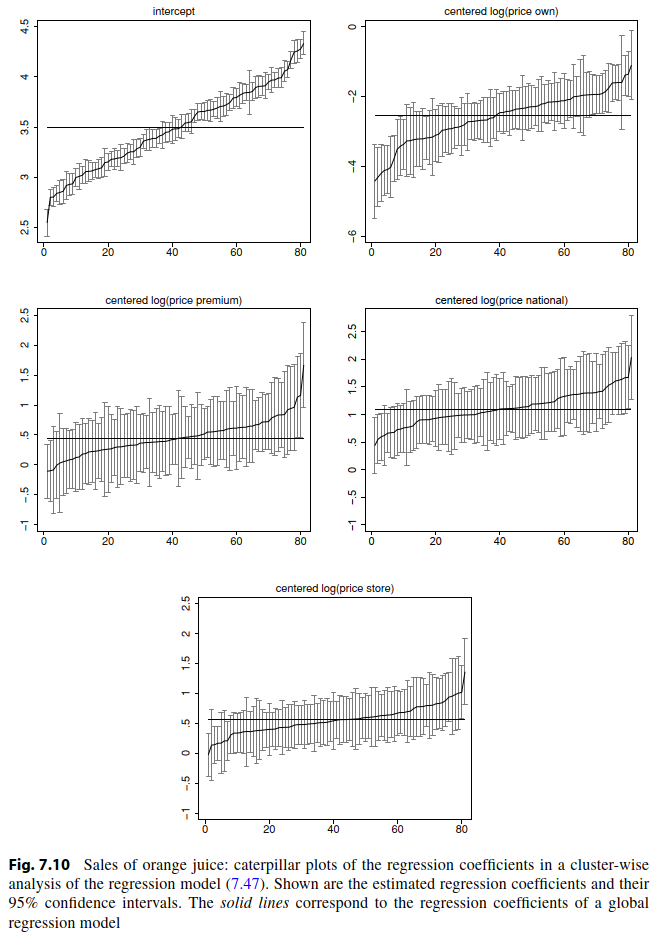 intercept
4.5
4
3.5
3
2.5
0 20 40 60 80
centered log(price own)
0
−2
−4
−6
0 20 40 60 80
centered log(price premium)
2.5
2
1.5
1
.5
0
−.5
−1
0 20 40 60 80
centered log(price national)
2.5
2
1.5
1
.5
0
−.5
−1
0 20 40 60 80
centered log(price store)
2.5
2
1.5
1
.5
0
−.5
−1
0 20 40 60 80
Fig. 7.10 Sales of orange juice: caterpillar plots of the regression coefficients in a cluster-wise
analysis of the regression model (7.47). Shown are the estimated regression coefficients and their
95% confidence intervals. The solid lines correspond to the regression coefficients of a global
regression model